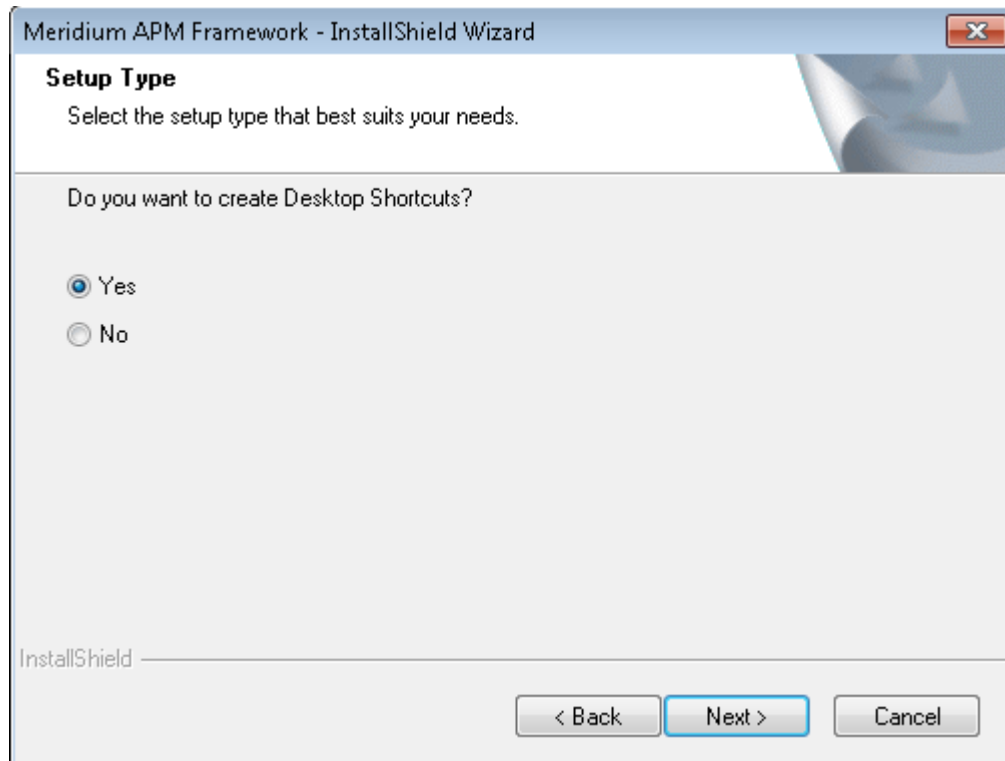 Meridium APM Framework - InstallShield Wizard
Setup Type
Select the setup type that best suits your needs.
Do you want to create Desktop Shortcuts?
Yes
No
InstallShield
< Back Next > Cancel